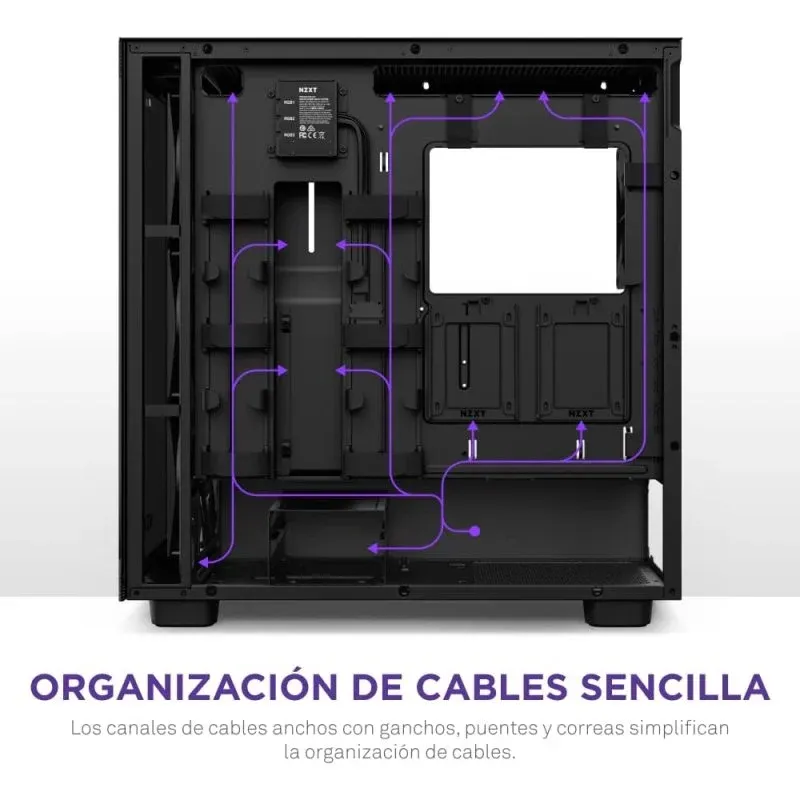 NZXT
RGB1
RGB2
RGB3
NZXT
NZXT
ORGANIZACIÓN DE CABLES SENCILLA
Los canales de cables anchos con ganchos, puentes y correas simplifican
la organización de cables.